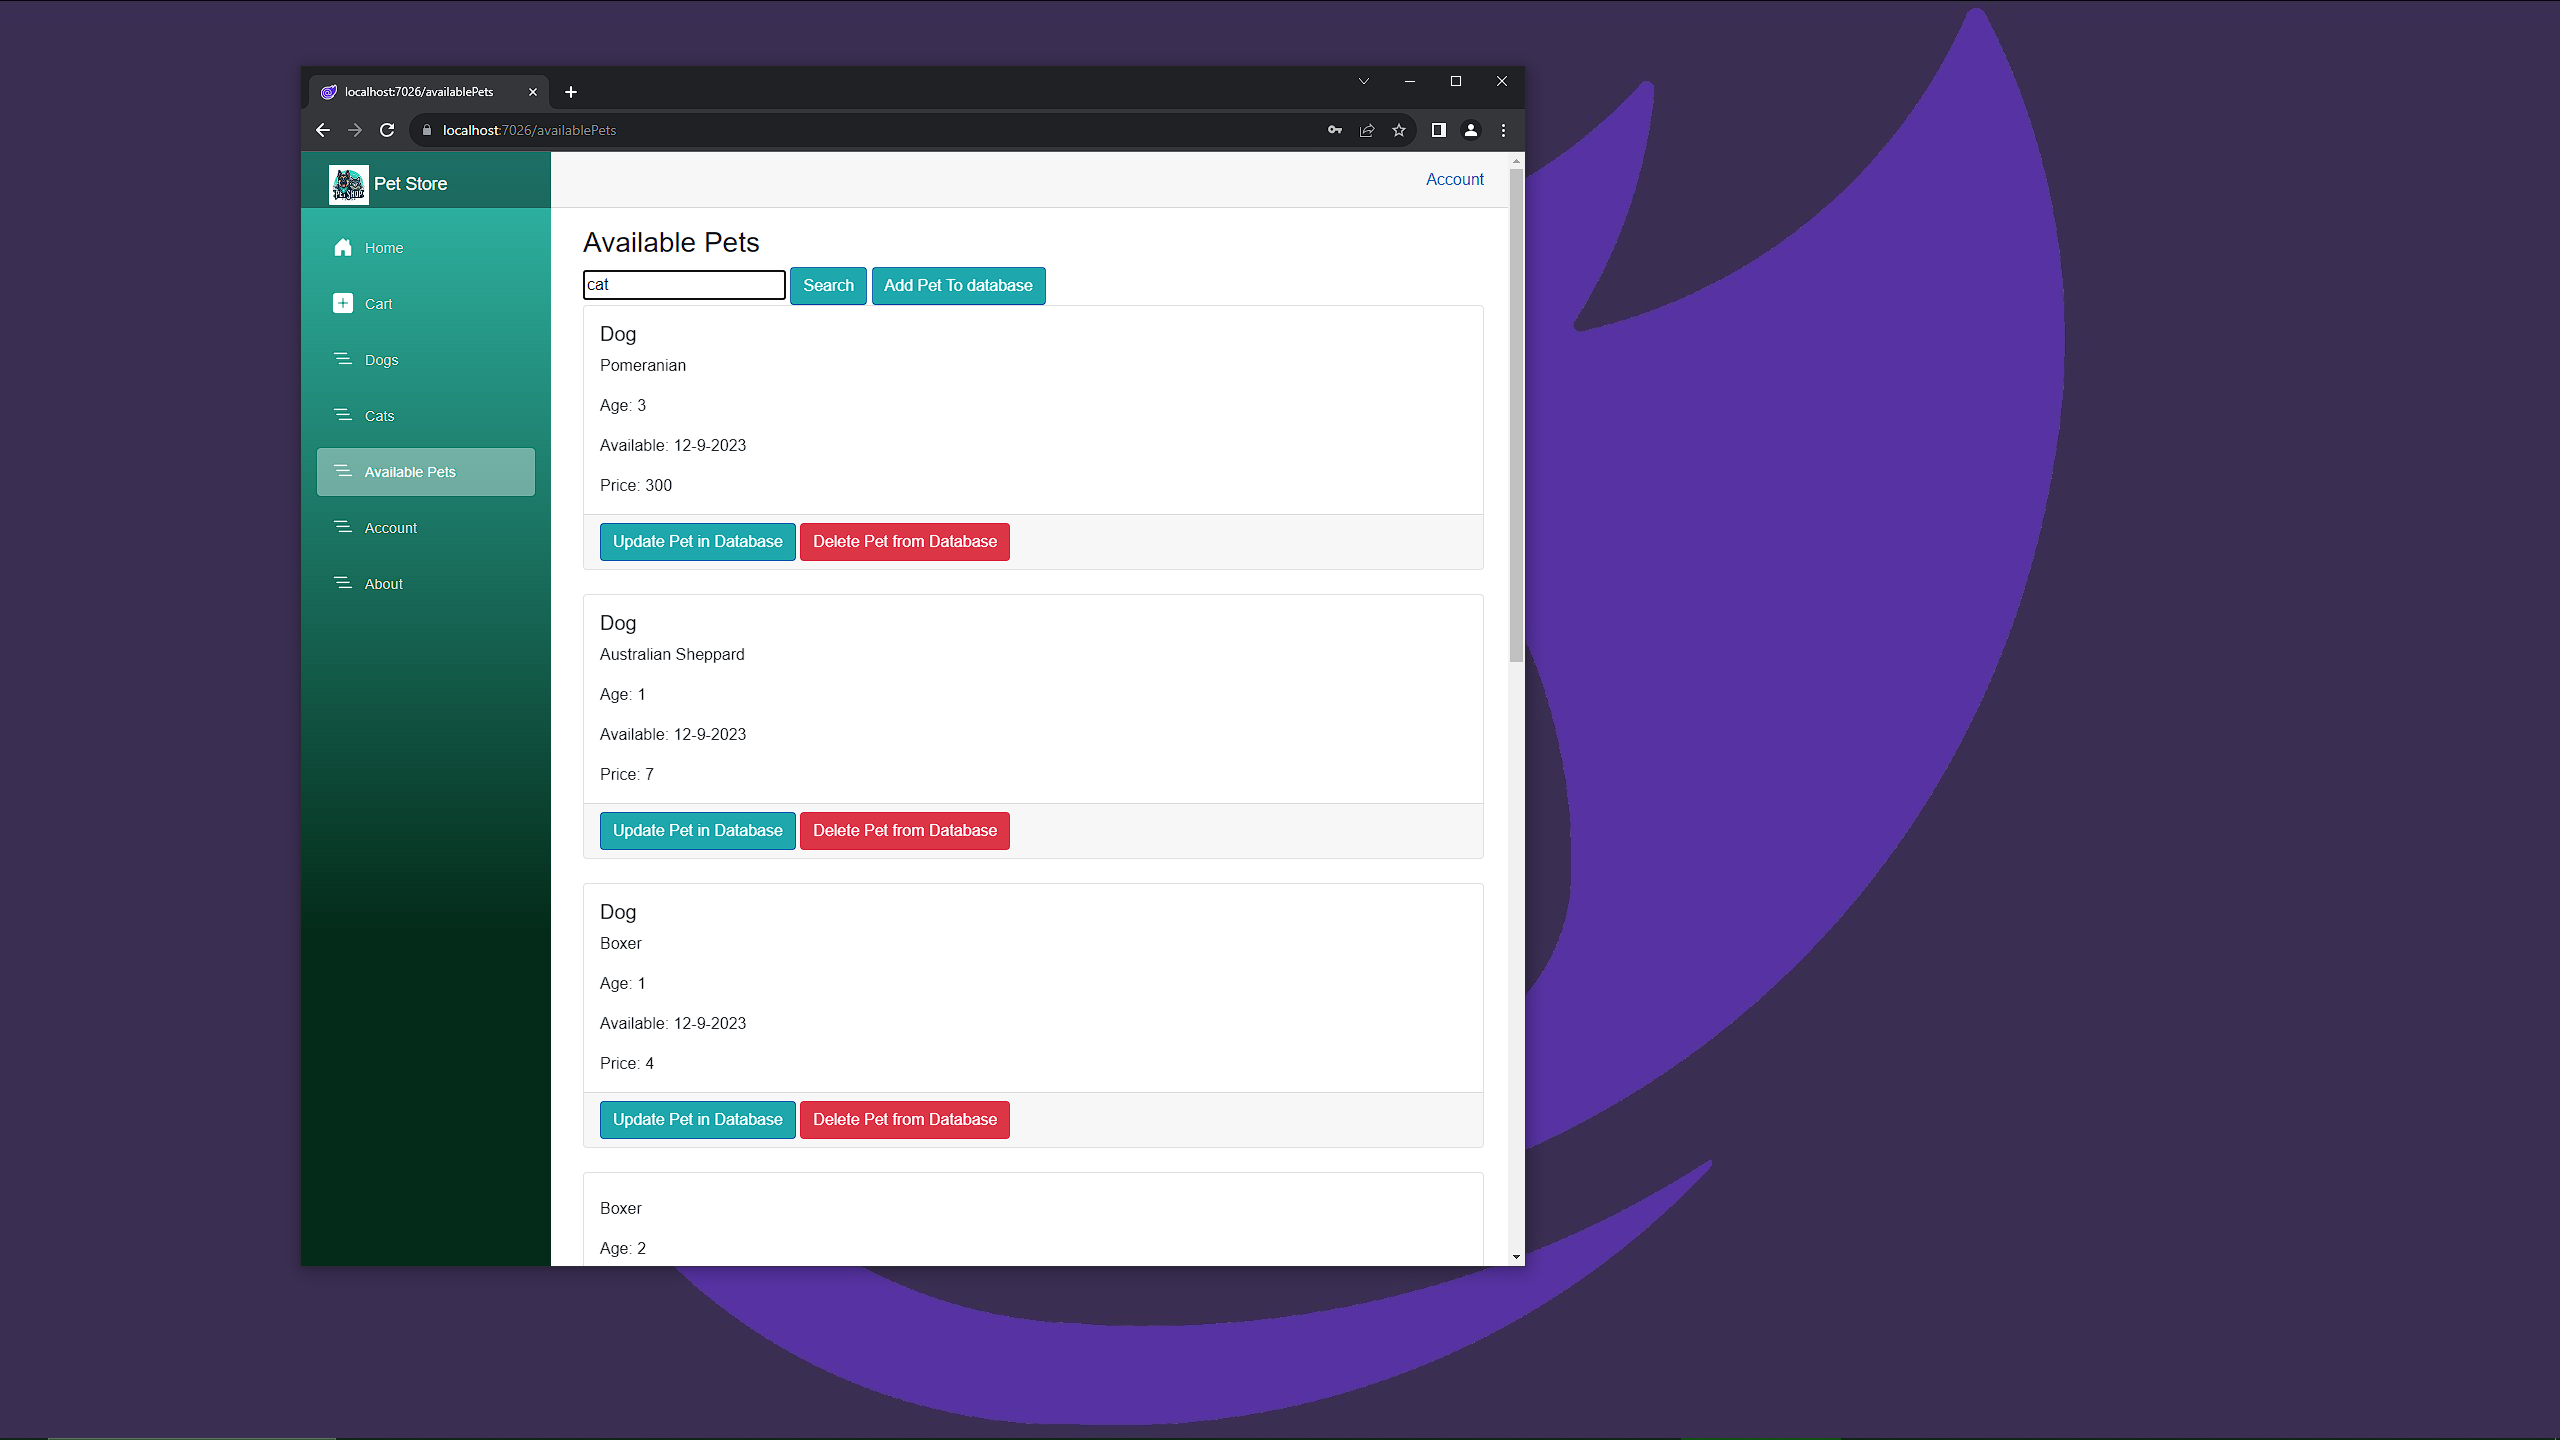 localhost:7026/availablePets
localhost:7026/availablePets
PET SHOP
Pet Store
Account
Home
Cart
Dogs
Cats
Available Pets
Account
About
Available Pets
cat Search Add Pet To database
Dog
Pomeranian
Age: 3
Available: 12-9-2023
Price: 300
Update Pet in Database Delete Pet from Database
Dog
Australian Sheppard
Age: 1
Available: 12-9-2023
Price: 7
Update Pet in Database Delete Pet from Database
Dog
Boxer
Age: 1
Available: 12-9-2023
Price: 4
Update Pet in Database Delete Pet from Database
Boxer
Age: 2